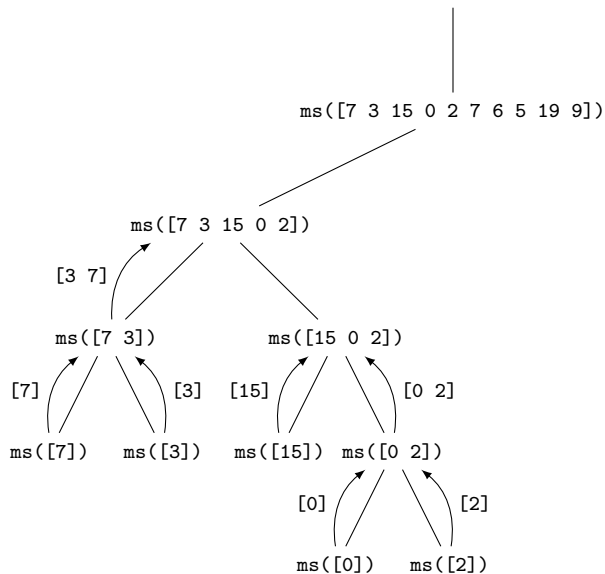 ms([7 3 15 0 2 7 6 5 19 9])
ms([7 3 15 0 2])
[3 7]
ms([7 3])
ms([15 0 2])
[7]
[3]
[15]
[0 2]
ms([7])
ms([3])
ms([15])
ms([0 2])
[0]
[2]
ms([0])
ms([2])